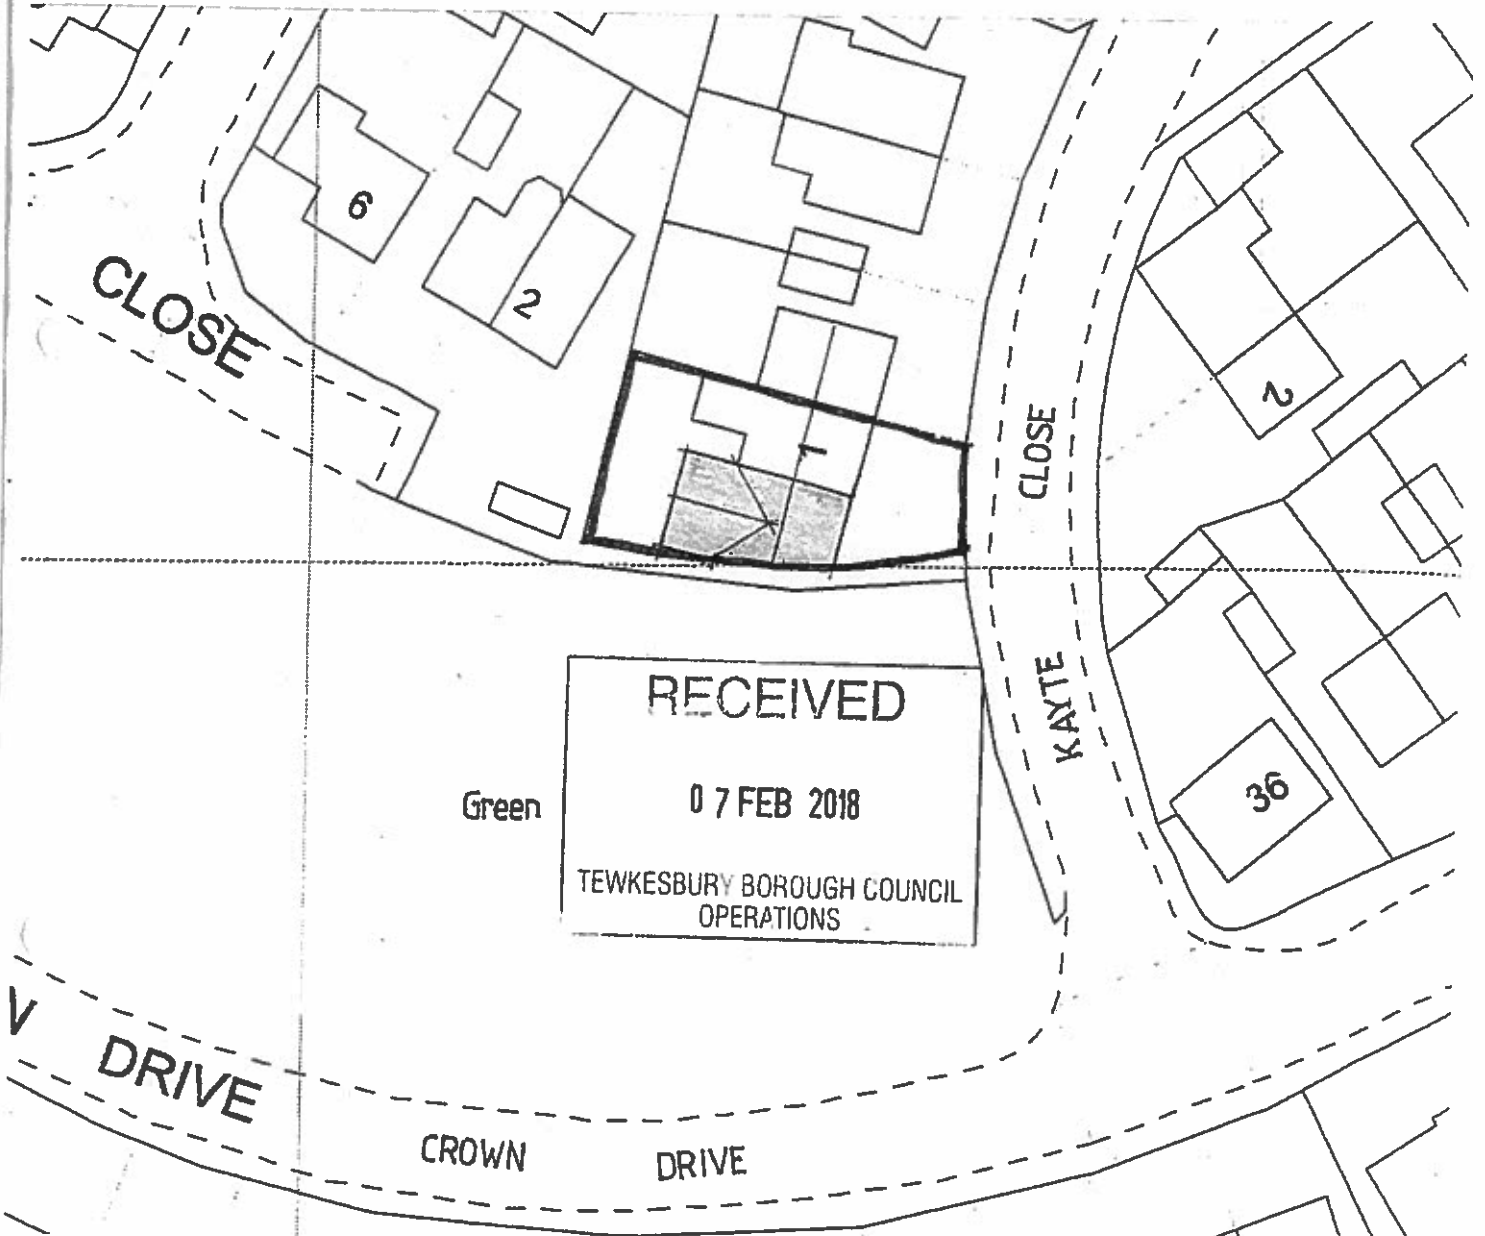 6
2
CLOSE
1
CLOSE
2
KAYTE
RECEIVED
07 FEB 2018
TEWKESBURY BOROUGH COUNCIL
OPERATIONS
Green
36
V DRIVE
CROWN DRIVE